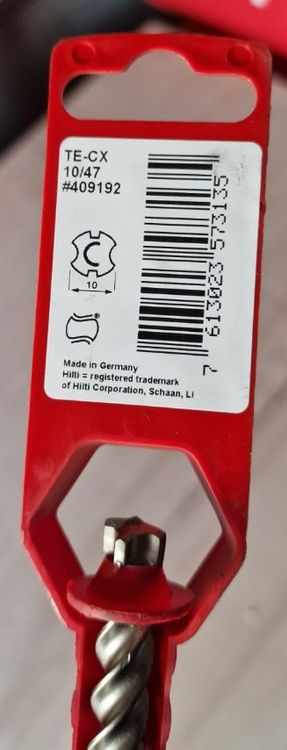 TE-CX
10/47
#409192
C
10
Made in Germany
Hilti = registered trademark
of Hilti Corporation, Schaan, LI
7 613023 573135